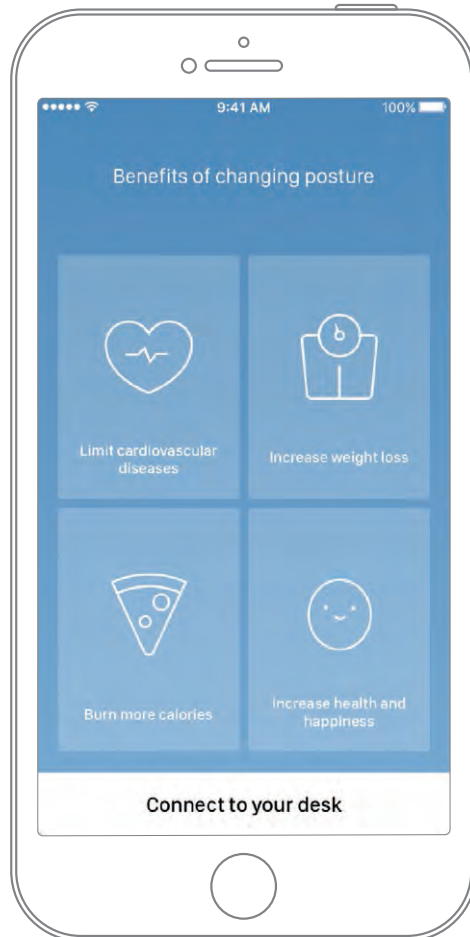 9:41 AM 100%
Benefits of changing posture
Limit cardiovascular
diseases
Increase weight loss
Burn more calories
Increase health and
happiness
Connect to your desk